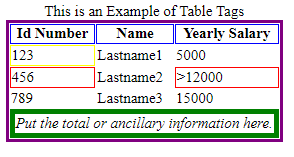 This is an Example of Table Tags
Id Number Name Yearly Salary
123 Lastname1 5000
456 Lastname2 >12000
789 Lastname3 15000
Put the total or ancillary information here.